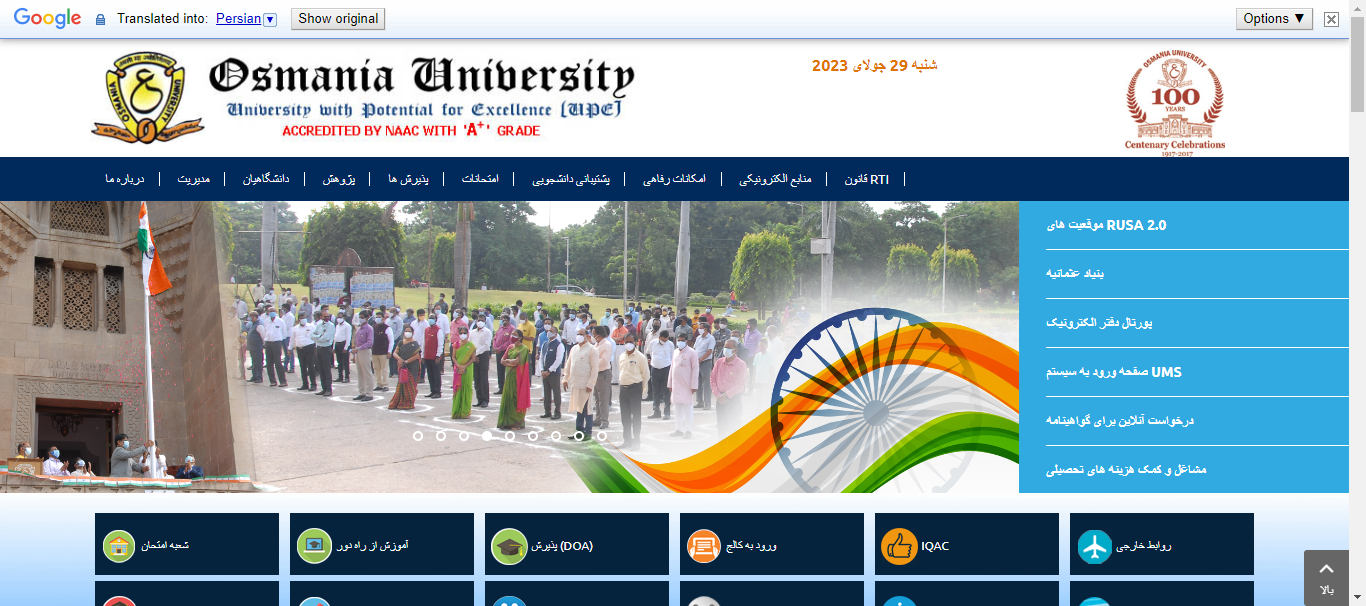 Google
Translated into: Persian
Show original
Options ▼
Osmania University
University with Potential for Excellence [UPE]
ACCREDITED BY NAAC WITH 'A+' GRADE
شنبه 29 جولای 2023
OSMANIA UNIVERSITY
100
YEARS
Centenary Celebrations
1917-2017
درباره ما
مدیریت
دانشگاهیان
پژوهش
پذیرش ها
امتحانات
پشتیبانی دانشجویی
امکانات رفاهی
منابع الکترونیکی
قانون RTI
موقعیت های RUSA 2.0
بنیاد عثمانیه
پورتال دفتر الکترونیک
صفحه ورود به سیستم UMS
درخواست آنلاین برای گواهینامه
مشاغل و کمک هزینه های تحصیلی
شعبه امتحان
آموزش از راه دور
پذیرش (DOA)
ورود به کالج
IQAC
روابط خارجی
بالا